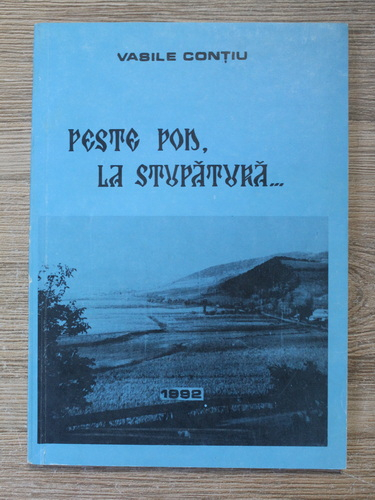 VASILE CONȚIU
PESTE POD,
LA STUPĂTURĂ...
1992